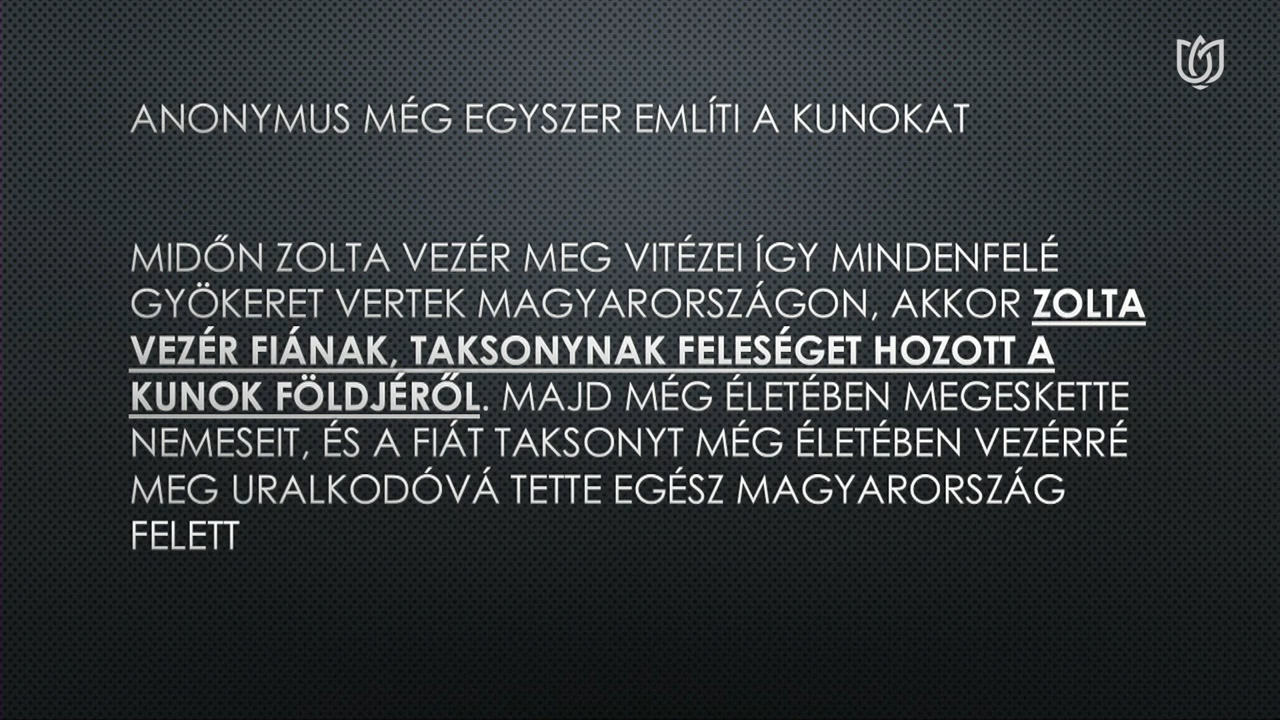 ANONYMUS MÉG EGYSZER EMLÍTI A KUNOKAT
MIDŐN ZOLTA VEZÉR MEG VITÉZEI ÍGY MINDENFELÉ
GYÖKERET VERTEK MAGYARORSZÁGON, AKKOR ZOLTA
VEZÉR FIÁNAK, TAKSONYNAK FELESÉGET HOZOTT A
KUNOK FÖLDJÉRŐL. MAJD MÉG ÉLETÉBEN MEGESKETTE
NEMESEIT, ÉS A FIÁT TAKSONYT MÉG ÉLETÉBEN VEZÉRRÉ
MEG URALKODÓVÁ TETTE EGÉSZ MAGYARORSZÁG
FELETT